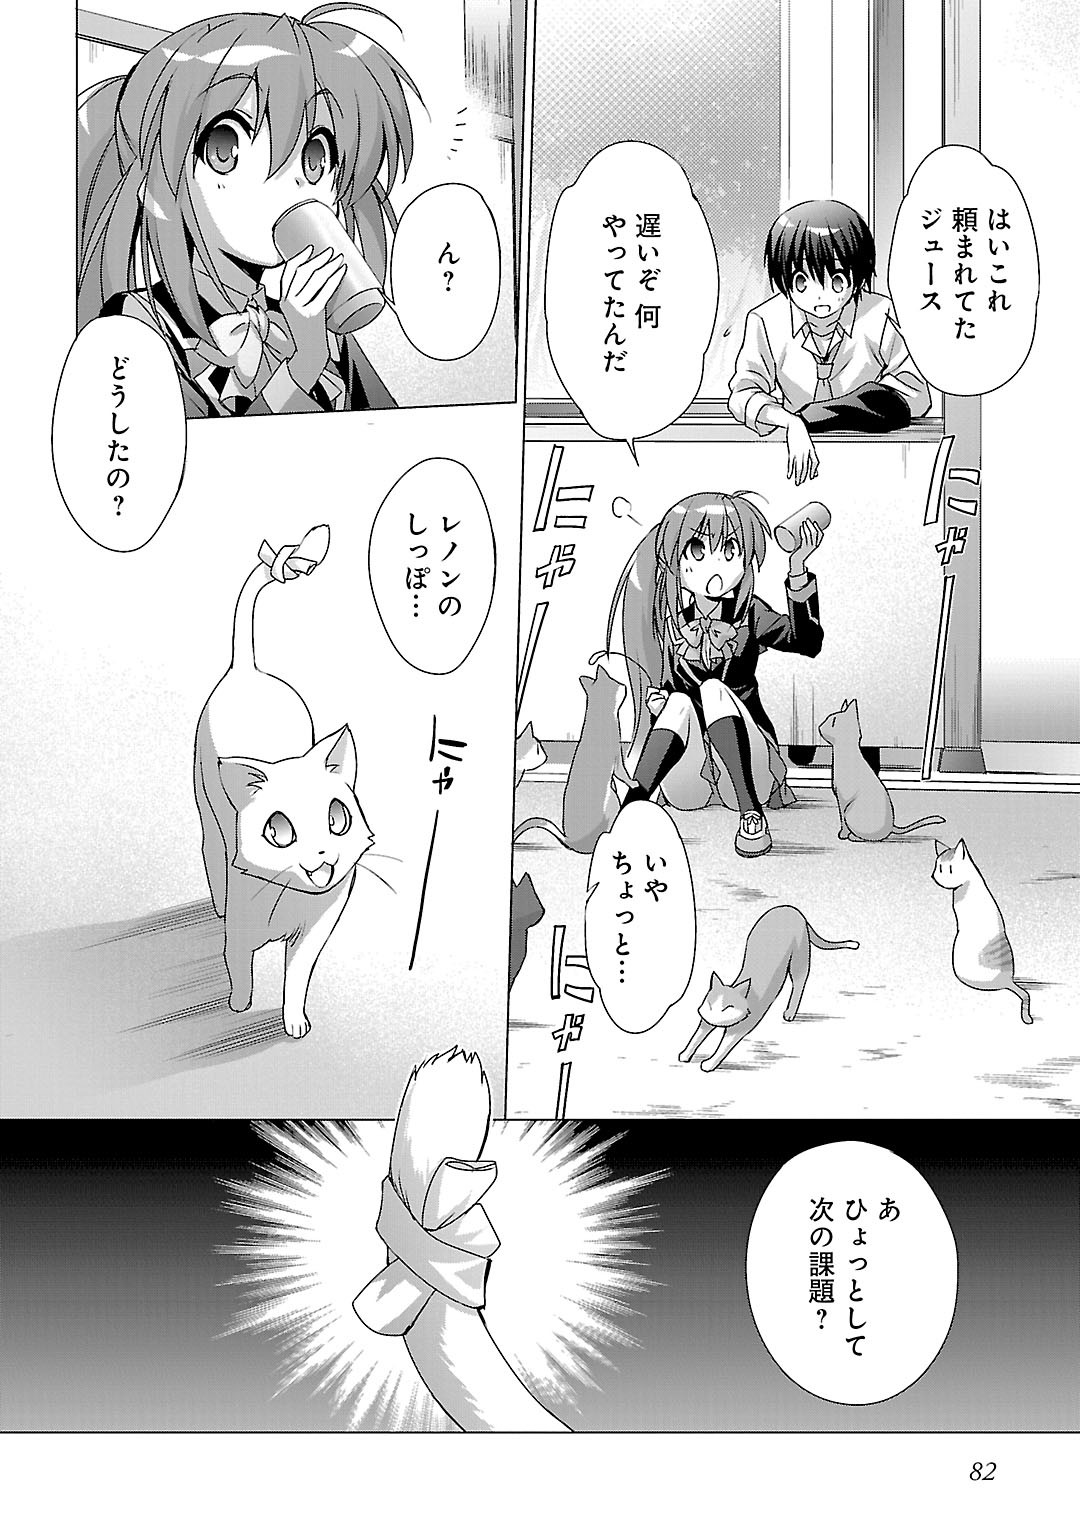 はいこれ
頼まれてた
ジュース
遅いぞ 何
やってたんだ
にゃー
にゃー
いや
ちょっと…
にゃー
ん?
どうしたの?
レノンの
しっぽ…
にゃー
あ
ひょっとして
次の課題?
82